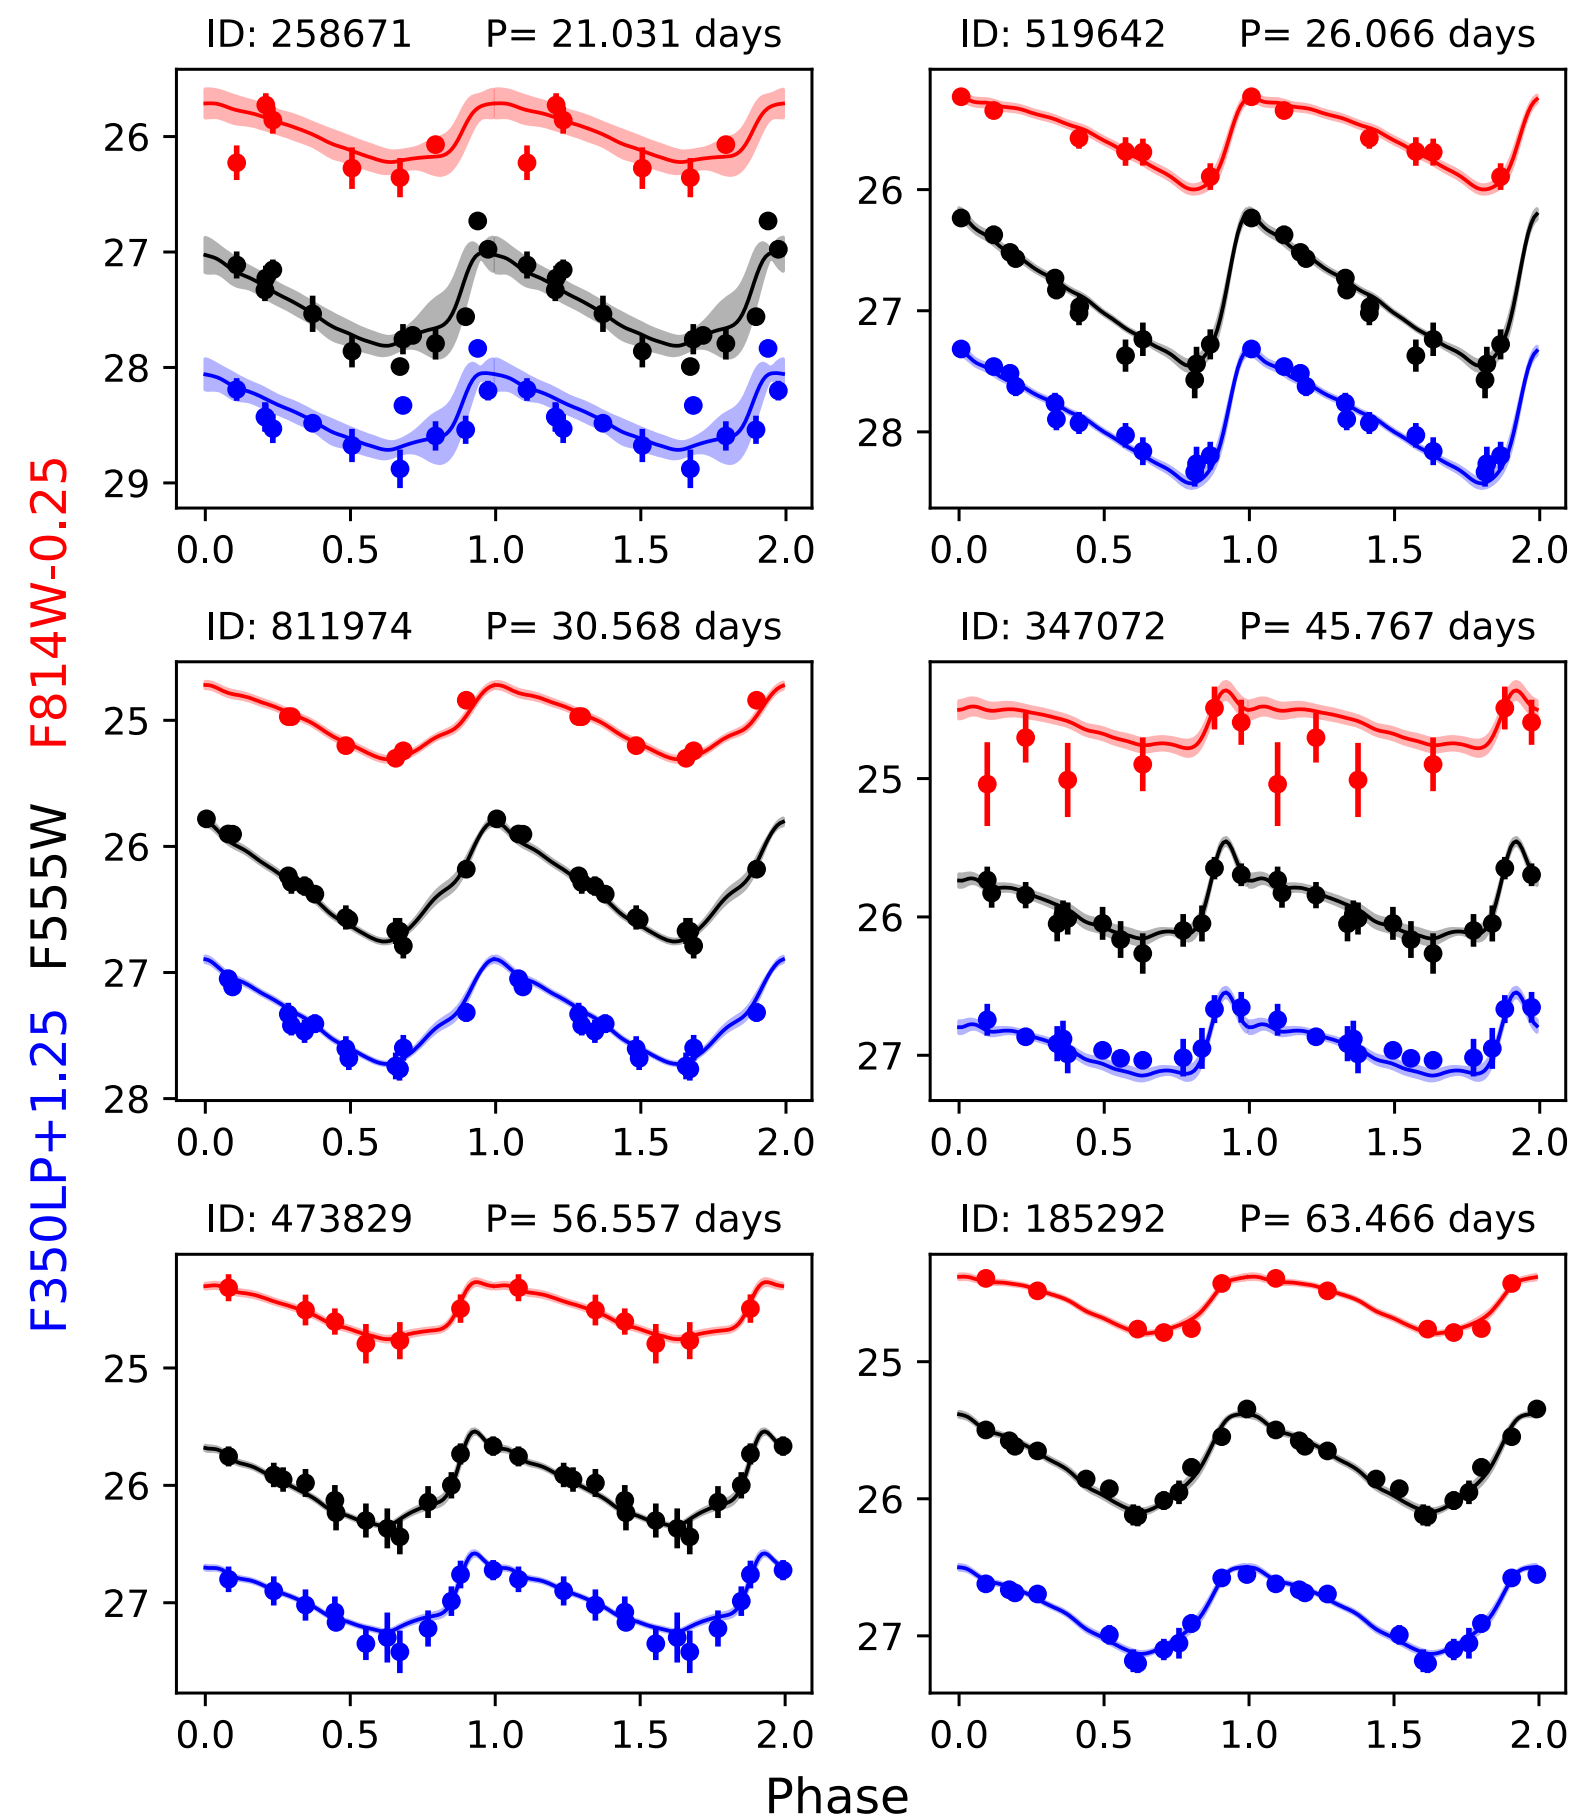 F350LP+1.25 F555W F814W-0.25
ID: 258671 P= 21.031 days
26
27
28
29
0.0 0.5 1.0 1.5 2.0
ID: 519642 P= 26.066 days
26
27
28
0.0 0.5 1.0 1.5 2.0
ID: 811974 P= 30.568 days
25
26
27
28
0.0 0.5 1.0 1.5 2.0
ID: 347072 P= 45.767 days
25
26
27
0.0 0.5 1.0 1.5 2.0
ID: 473829 P= 56.557 days
25
26
27
0.0 0.5 1.0 1.5 2.0
ID: 185292 P= 63.466 days
25
26
27
0.0 0.5 1.0 1.5 2.0
Phase